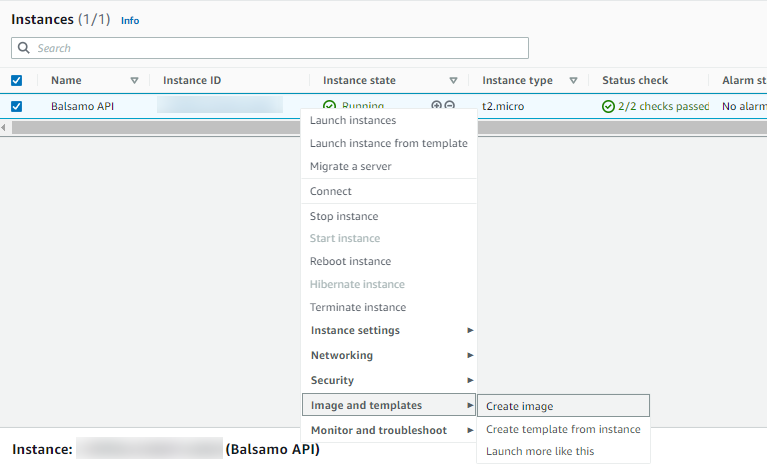 Instances (1/1) Info
Search
Name Instance ID Instance state Instance type Status check Alarm st
Balsamo API Running t2.micro 2/2 checks passed No alarm
Launch instances
Launch instance from template
Migrate a server
Connect
Stop instance
Start instance
Reboot instance
Hibernate instance
Terminate instance
Instance settings
Networking
Security
Image and templates
Create image
Monitor and troubleshoot
Create template from instance
Launch more like this
Instance: (Balsamo API)